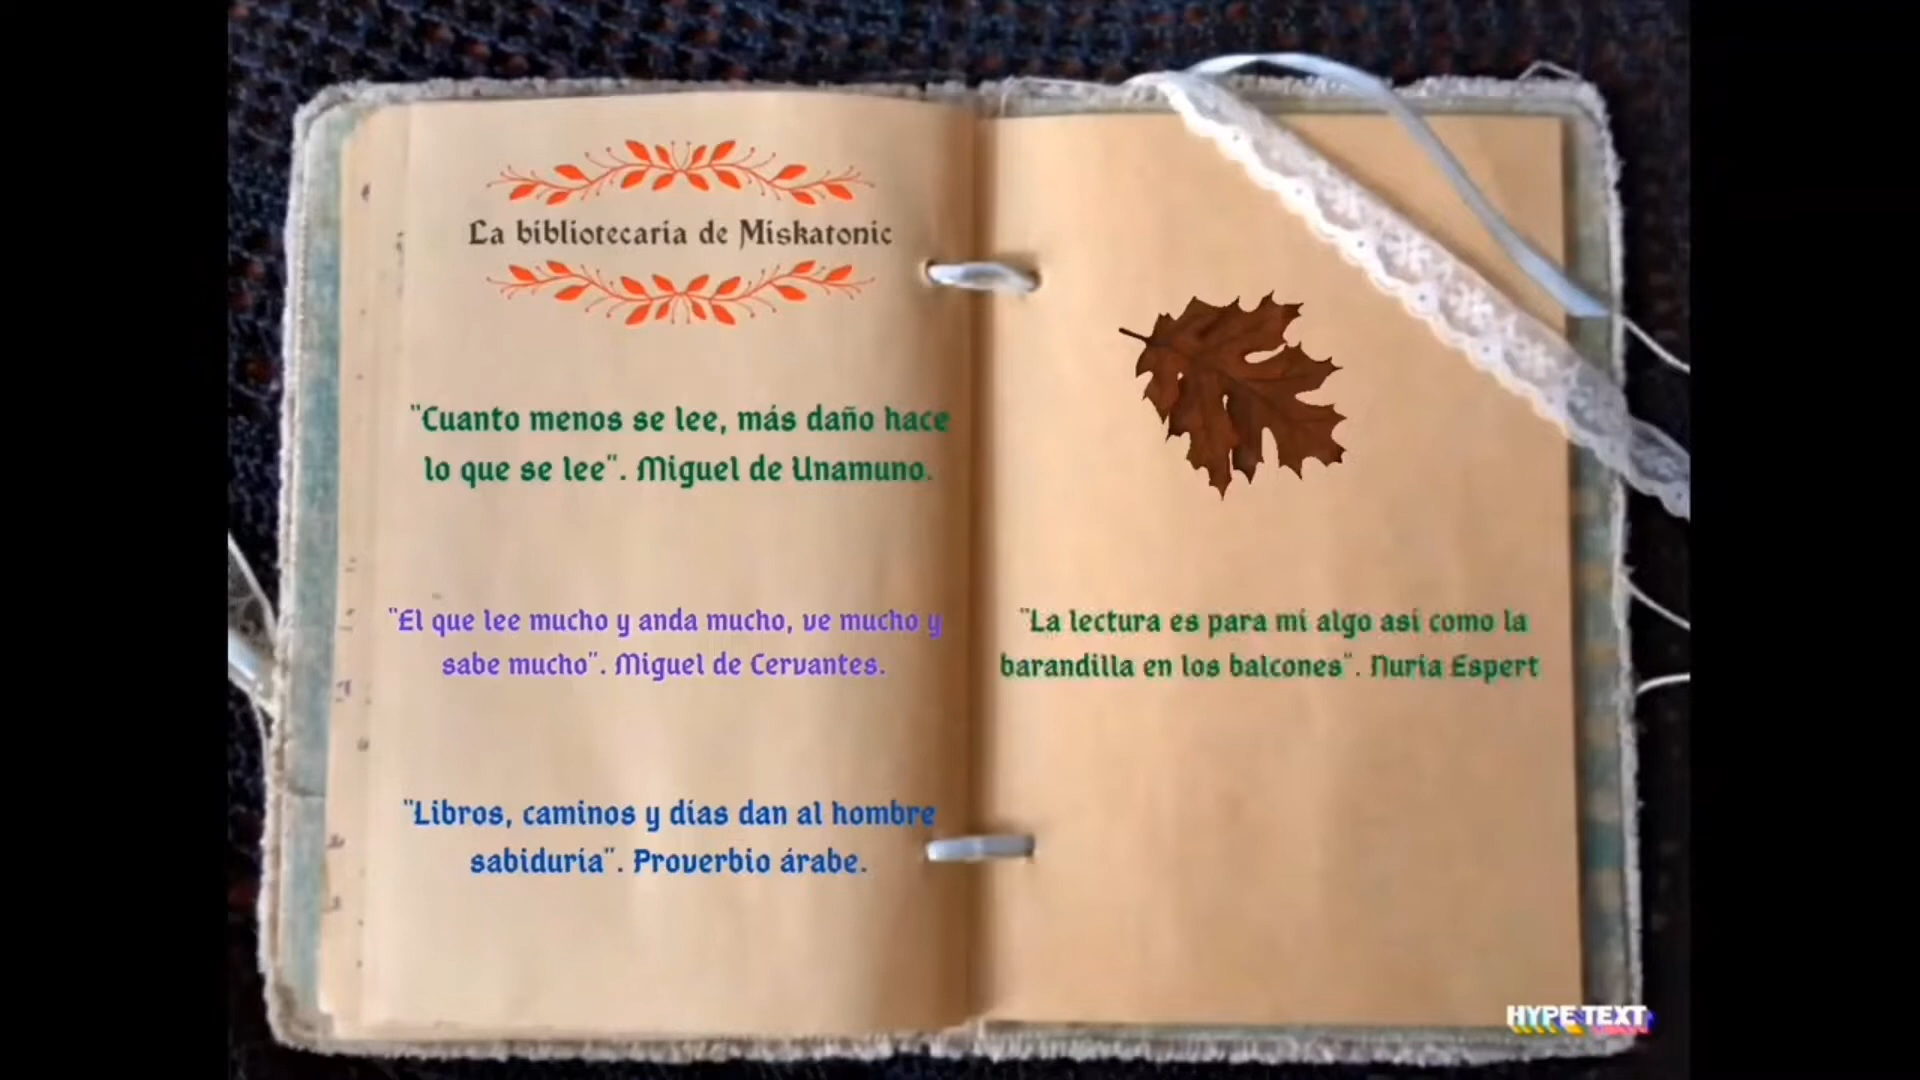 La bibliotecaria de Miskatonic
"Cuanto menos se lee, más daño hace
lo que se lee". Miguel de Unamuno.
"El que lee mucho y anda mucho, ve mucho y
sabe mucho". Miguel de Cervantes.
"Libros, caminos y días dan al hombre
sabiduría". Proverbio árabe.
"La lectura es para mí algo así como la
barandilla en los balcones". Nuria Espert
HYPE TEXT